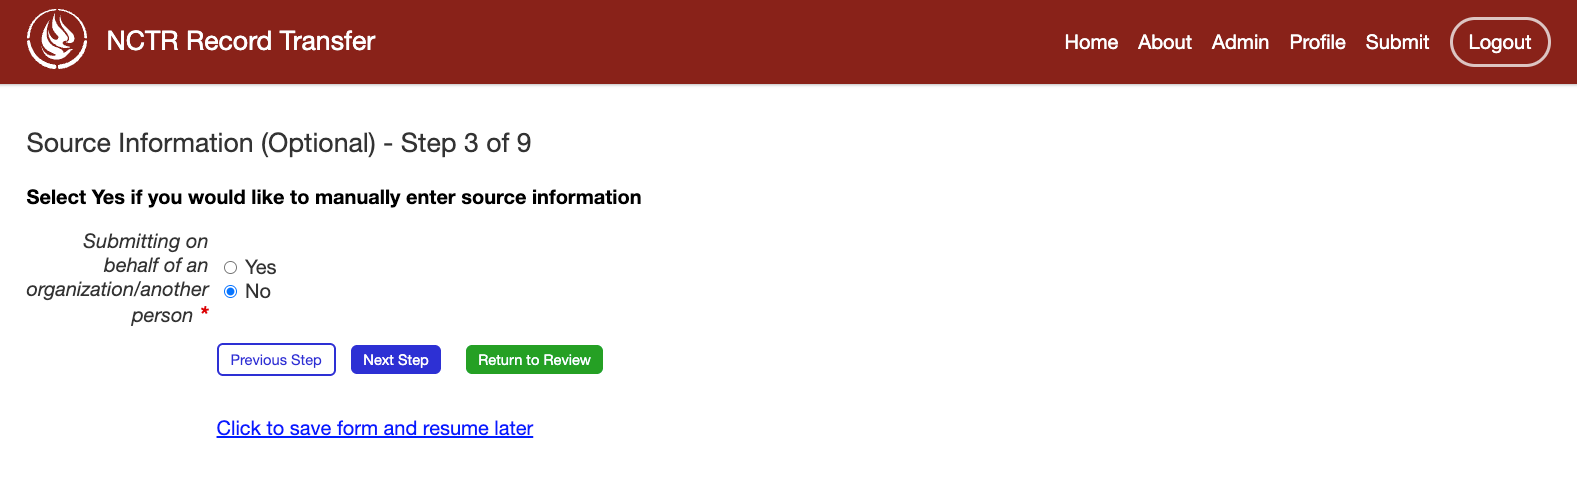 NCTR Record Transfer
Home About Admin Profile Submit Logout
Source Information (Optional) - Step 3 of 9
Select Yes if you would like to manually enter source information
Submitting on
behalf of an
organization/another
person *
Yes
No
Previous Step Next Step Return to Review
Click to save form and resume later